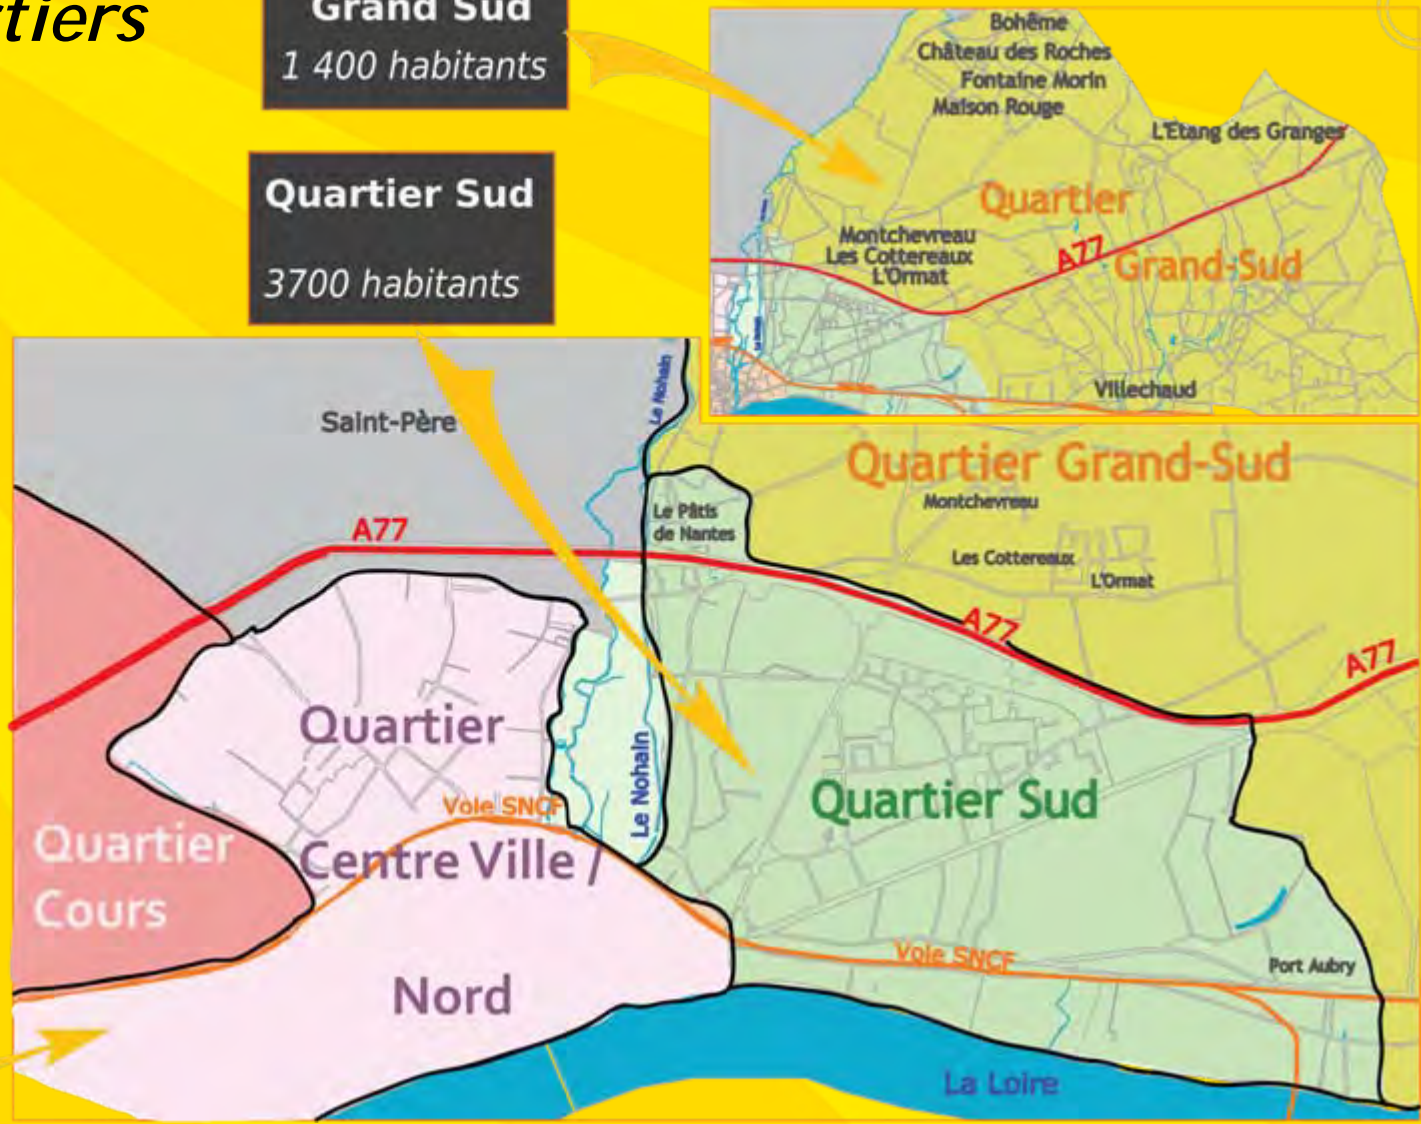 rtiers
Grand Sud
1 400 habitants
Quartier Sud
3700 habitants
Bohême
Château des Roches
Fontaine Morin
Maison Rouge
L'Etang des Granges
Quartier
Grand-Sud
A77
Montchevreau
Les Cottereaux
L'Ormat
Villechaud
Saint-Père
Le Nohain
Quartier Grand-Sud
Montchevreau
Les Cottereaux
L'Ormat
Le Pâtis
de Nantes
A77
A77
A77
Quartier
Centre Ville /
Nord
Voie SNCF
Le Nohain
Quartier Sud
Quartier
Cours
Voie SNCF
Port Aubry
La Loire